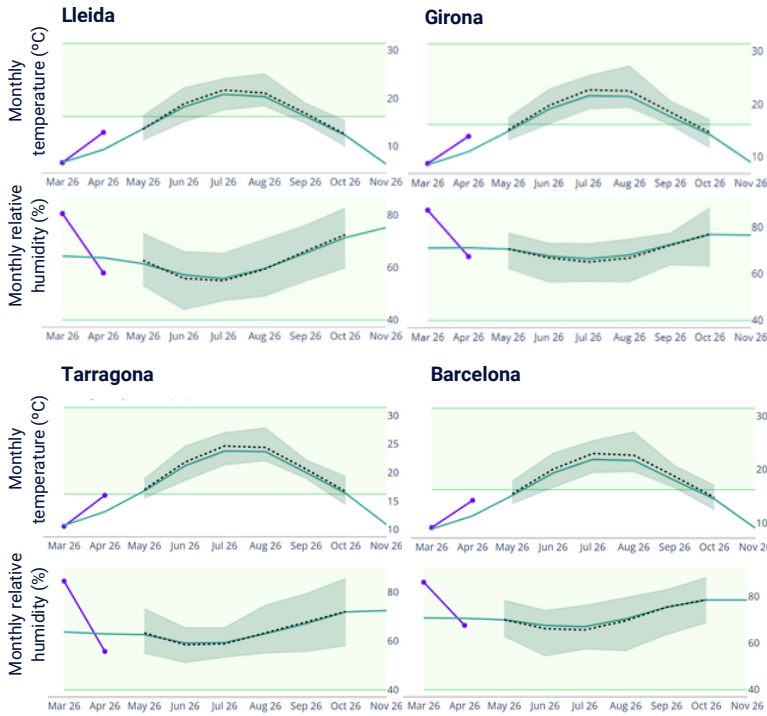 Lleida
Girona
Monthly
temperature (ºC)
30
20
10
30
20
10
Mar 26 Apr 26 May 26 Jun 26 Jul 26 Aug 26 Sep 26 Oct 26 Nov 26
Mar 26 Apr 26 May 26 Jun 26 Jul 26 Aug 26 Sep 26 Oct 26 Nov 26
Monthly relative
humidity (%)
80
60
40
80
60
40
Mar 26 Apr 26 May 26 Jun 26 Jul 26 Aug 26 Sep 26 Oct 26 Nov 26
Mar 26 Apr 26 May 26 Jun 26 Jul 26 Aug 26 Sep 26 Oct 26 Nov 26
Tarragona
Barcelona
Monthly
temperature (ºC)
30
25
20
15
10
30
20
10
Mar 26 Apr 26 May 26 Jun 26 Jul 26 Aug 26 Sep 26 Oct 26 Nov 26
Mar 26 Apr 26 May 26 Jun 26 Jul 26 Aug 26 Sep 26 Oct 26 Nov 26
Monthly relative
humidity (%)
80
60
40
80
60
40
Mar 26 Apr 26 May 26 Jun 26 Jul 26 Aug 26 Sep 26 Oct 26 Nov 26
Mar 26 Apr 26 May 26 Jun 26 Jul 26 Aug 26 Sep 26 Oct 26 Nov 26